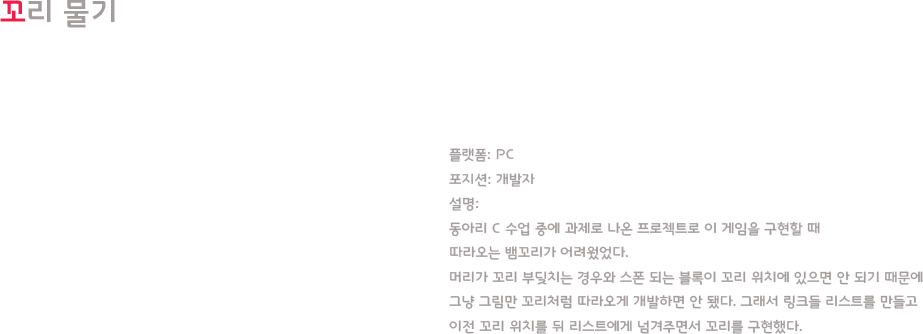 꼬리 물기
플랫폼: PC
포지션: 개발자
설명:
동아리 C 수업 중에 과제로 나온 프로젝트로 이 게임을 구현할 때
따라오는 뱀꼬리가 어려웠었다.
머리가 꼬리 부딪치는 경우와 스폰 되는 블록이 꼬리 위치에 있으면 안 되기 때문에
그냥 그림만 꼬리처럼 따라오게 개발하면 안 됐다. 그래서 링크들 리스트를 만들고
이전 꼬리 위치를 뒤 리스트에게 넘겨주면서 꼬리를 구현했다.